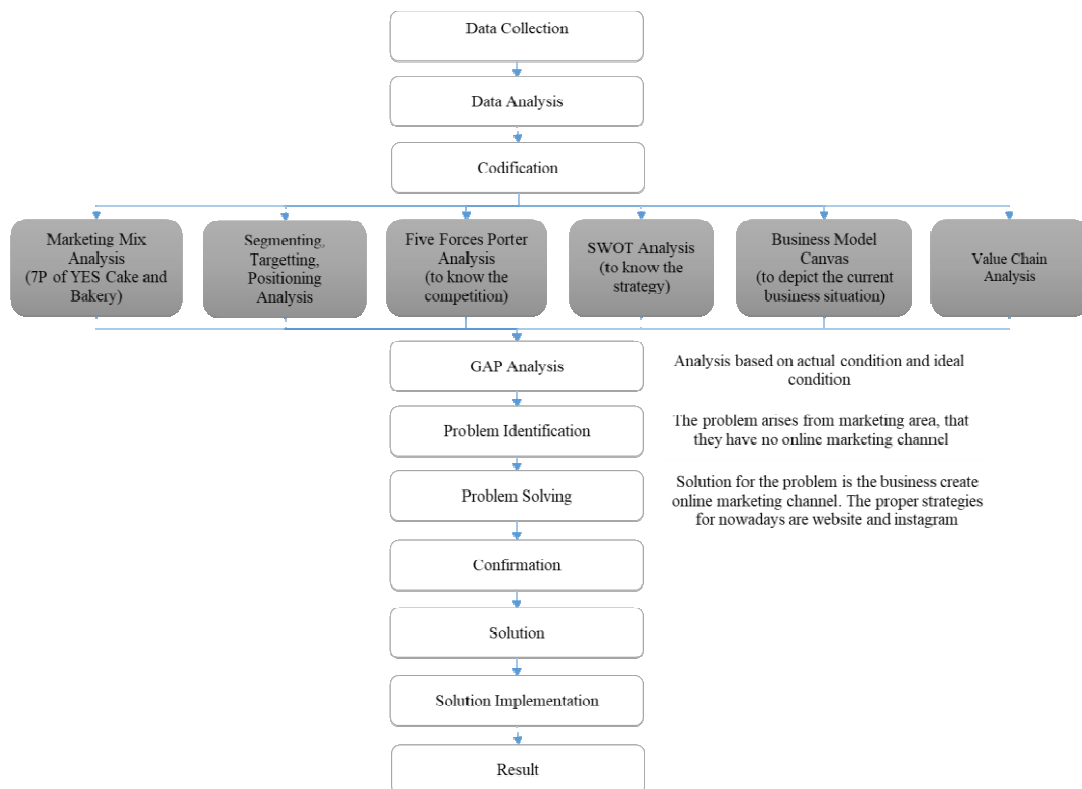 Data Collection
Data Analysis
Codification
Marketing Mix
Analysis
(7P of YES Cake and
Bakery)
Segmenting,
Targetting,
Positioning
Analysis
Five Forces Porter
Analysis
(to know the
competition)
SWOT Analysis
(to know the
strategy)
Business Model
Canvas
(to depict the current
business situation)
Value Chain
Analysis
GAP Analysis
Analysis based on actual condition and ideal
condition
Problem Identification
The problem arises from marketing area, that
they have no online marketing channel
Problem Solving
Solution for the problem is the business create
online marketing channel. The proper strategies
for nowadays are website and instagram
Confirmation
Solution
Solution Implementation
Result